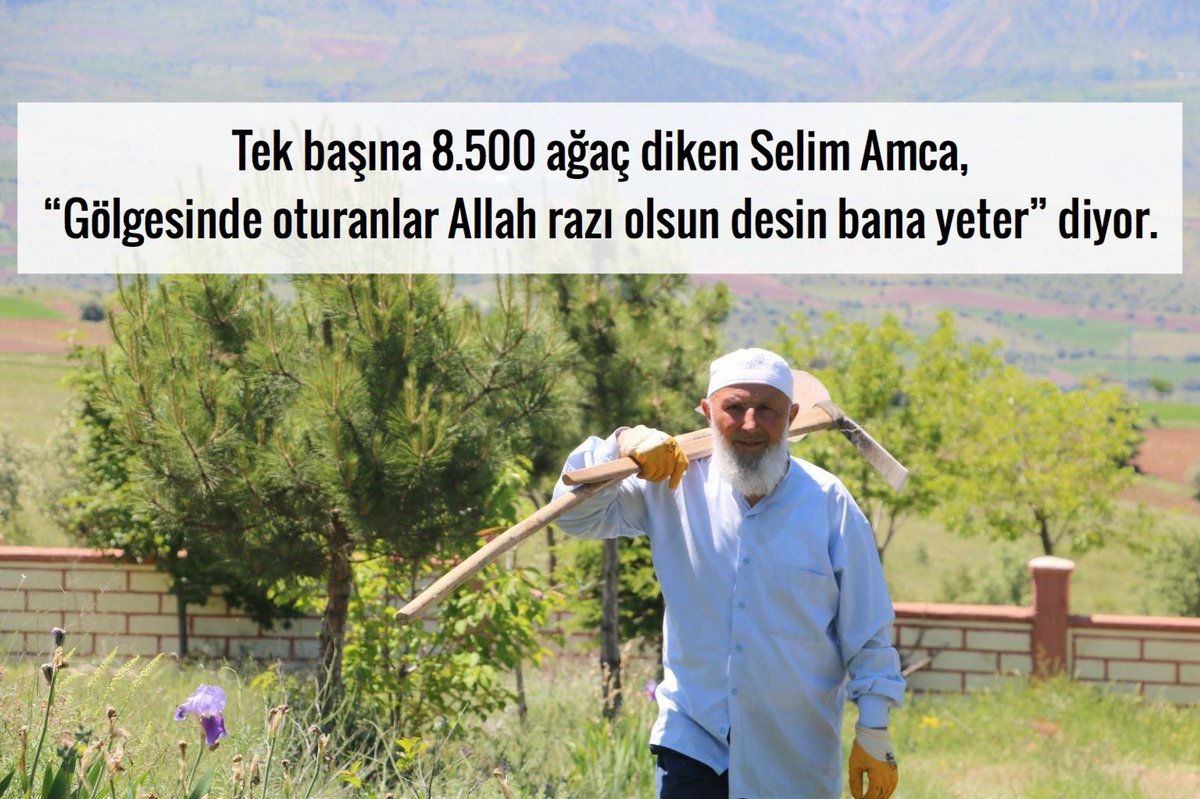 Tek başına 8.500 ağaç diken Selim Amca,
“Gölgesinde oturanlar Allah razı olsun desin bana yeter” diyor.